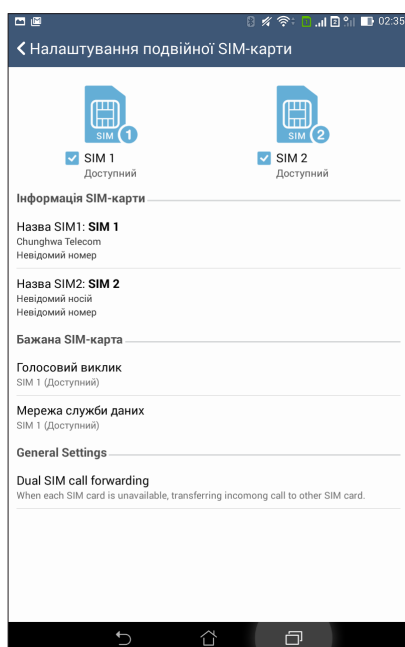 02:35
Налаштування подвійної SIM-карти
SIM 1 SIM 2
SIM 1 SIM 2
Доступний Доступний
Інформація SIM-карти
Назва SIM1: SIM 1
Chunghwa Telecom
Невідомий номер
Назва SIM2: SIM 2
Невідомий носій
Невідомий номер
Бажана SIM-карта
Голосовий виклик
SIM 1 (Доступний)
Мережа служби даних
SIM 1 (Доступний)
General Settings
Dual SIM call forwarding
When each SIM card is unavailable, transferring incomong call to other SIM card.